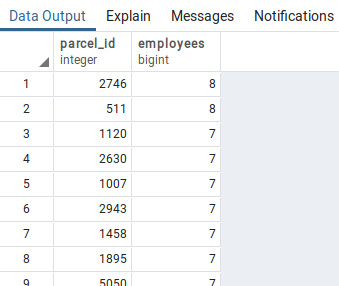 Data Output Explain Messages Notifications
parcel_id employees
integer bigint
1 2746 8
2 511 8
3 1120 7
4 2630 7
5 1007 7
6 2943 7
7 1458 7
8 1895 7
9 5050 7